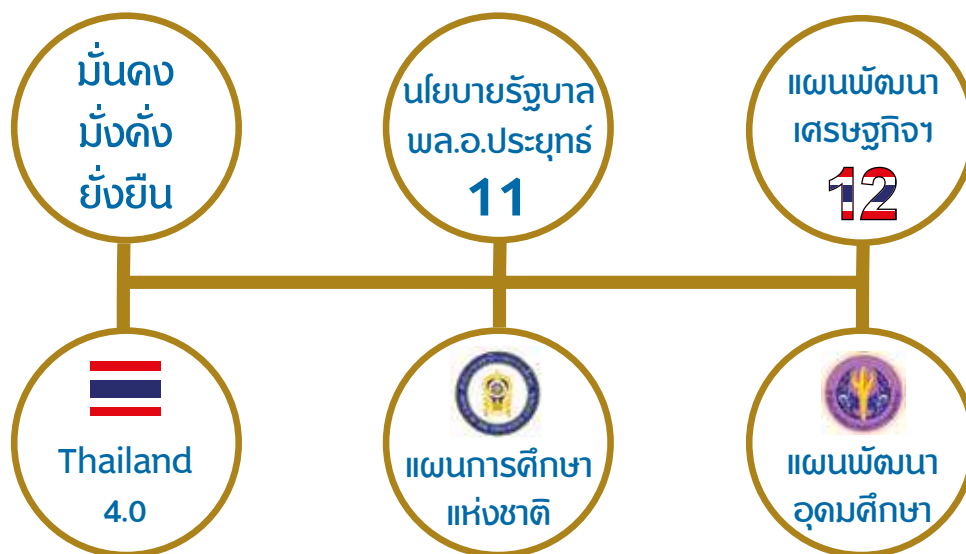 มั่นคง
มั่งคั่ง
ยั่งยืน
นโยบายรัฐบาล
พล.อ.ประยุทธ์
11
แผนพัฒนา
เศรษฐกิจฯ
12
Thailand
4.0
แผนการศึกษา
แห่งชาติ
แผนพัฒนา
อุดมศึกษา